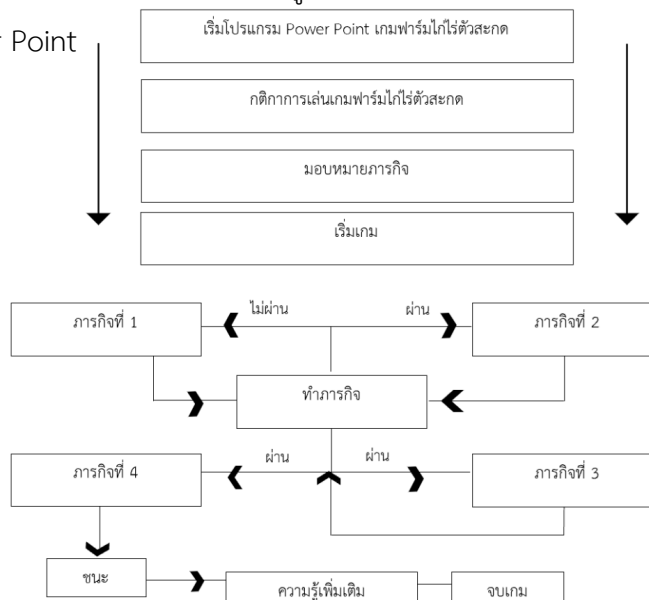 Point
เริ่มโปรแกรม Power Point เกมฟาร์มไก่ไร่ตัวสะกด
กติกาการเล่นเกมฟาร์มไก่ไร่ตัวสะกด
มอบหมายภารกิจ
เริ่มเกม
ภารกิจที่ 1
ไม่ผ่าน
ผ่าน
ภารกิจที่ 2
ทำภารกิจ
ภารกิจที่ 4
ผ่าน
ผ่าน
ภารกิจที่ 3
ชนะ
ความรู้เพิ่มเติม
จบเกม